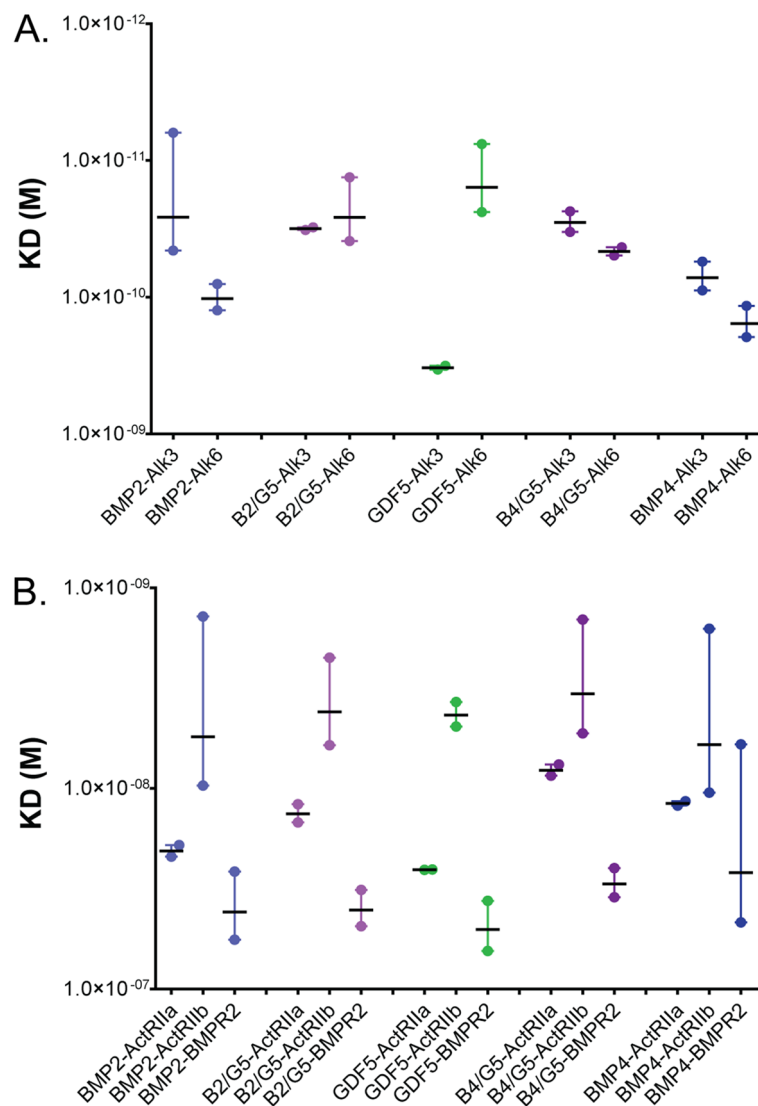 A.
1.0×10-12
1.0×10-11
1.0×10-10
1.0×10-09
KD (M)
BMP2-Alk3
BMP2-Alk6
B2/G5-Alk3
B2/G5-Alk6
GDF5-Alk3
GDF5-Alk6
B4/G5-Alk3
B4/G5-Alk6
BMP4-Alk3
BMP4-Alk6
B.
1.0×10-09
1.0×10-08
1.0×10-07
KD (M)
BMP2-ActRIIa
BMP2-ActRIIb
BMP2-BMPR2
B2/G5-ActRIIa
B2/G5-ActRIIb
B2/G5-BMPR2
GDF5-ActRIIa
GDF5-ActRIIb
GDF5-BMPR2
B4/G5-ActRIIa
B4/G5-ActRIIb
B4/G5-BMPR2
BMP4-ActRIIa
BMP4-ActRIIb
BMP4-BMPR2